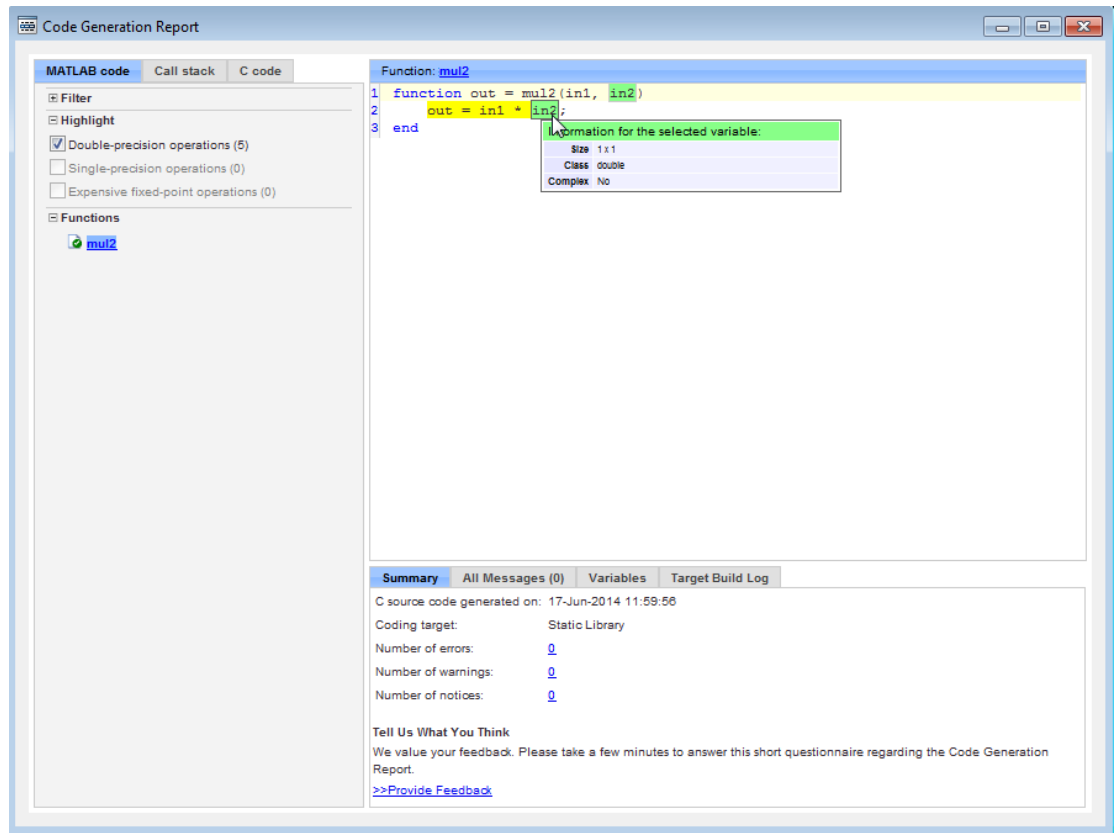 Code Generation Report
MATLAB code Call stack C code
Filter
Highlight
Double-precision operations (5)
Single-precision operations (0)
Expensive fixed-point operations (0)
Functions
mul2
Function: mul2
1 function out = mul2(in1, in2)
2 out = in1 * in2;
3 end
Information for the selected variable:
Size 1 x 1
Class double
Complex No
Summary All Messages (0) Variables Target Build Log
C source code generated on: 17-Jun-2014 11:59:56
Coding target: Static Library
Number of errors: 0
Number of warnings: 0
Number of notices: 0
Tell Us What You Think
We value your feedback. Please take a few minutes to answer this short questionnaire regarding the Code Generation
Report.
>>Provide Feedback